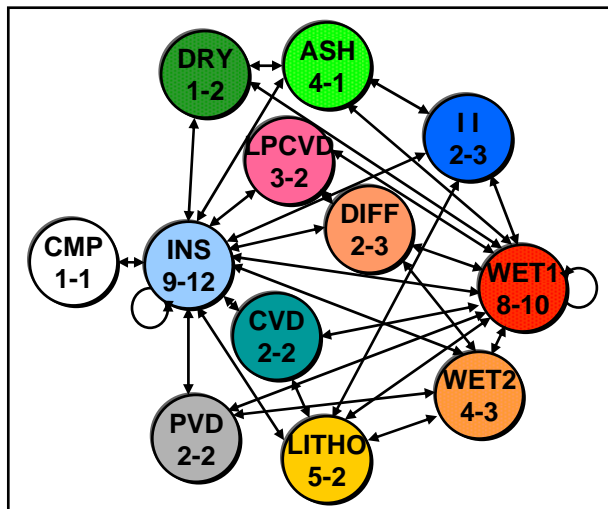 DRY
1-2
ASH
4-1
I I
2-3
LPCVD
3-2
DIFF
2-3
CMP
1-1
INS
9-12
WET1
8-10
CVD
2-2
WET2
4-3
PVD
2-2
LITHO
5-2